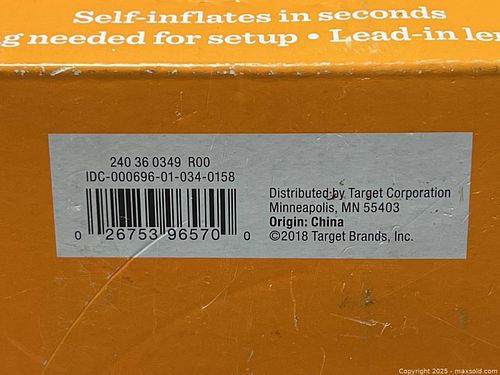 Self-inflates in seconds
g needed for setup • Lead-in le
240 36 0349 R00
IDC-000696-01-034-0158
0 26753 96570 0
Distributed by Target Corporation
Minneapolis, MN 55403
Origin: China
©2018 Target Brands, Inc.
Copyright 2025 - maxsold.com